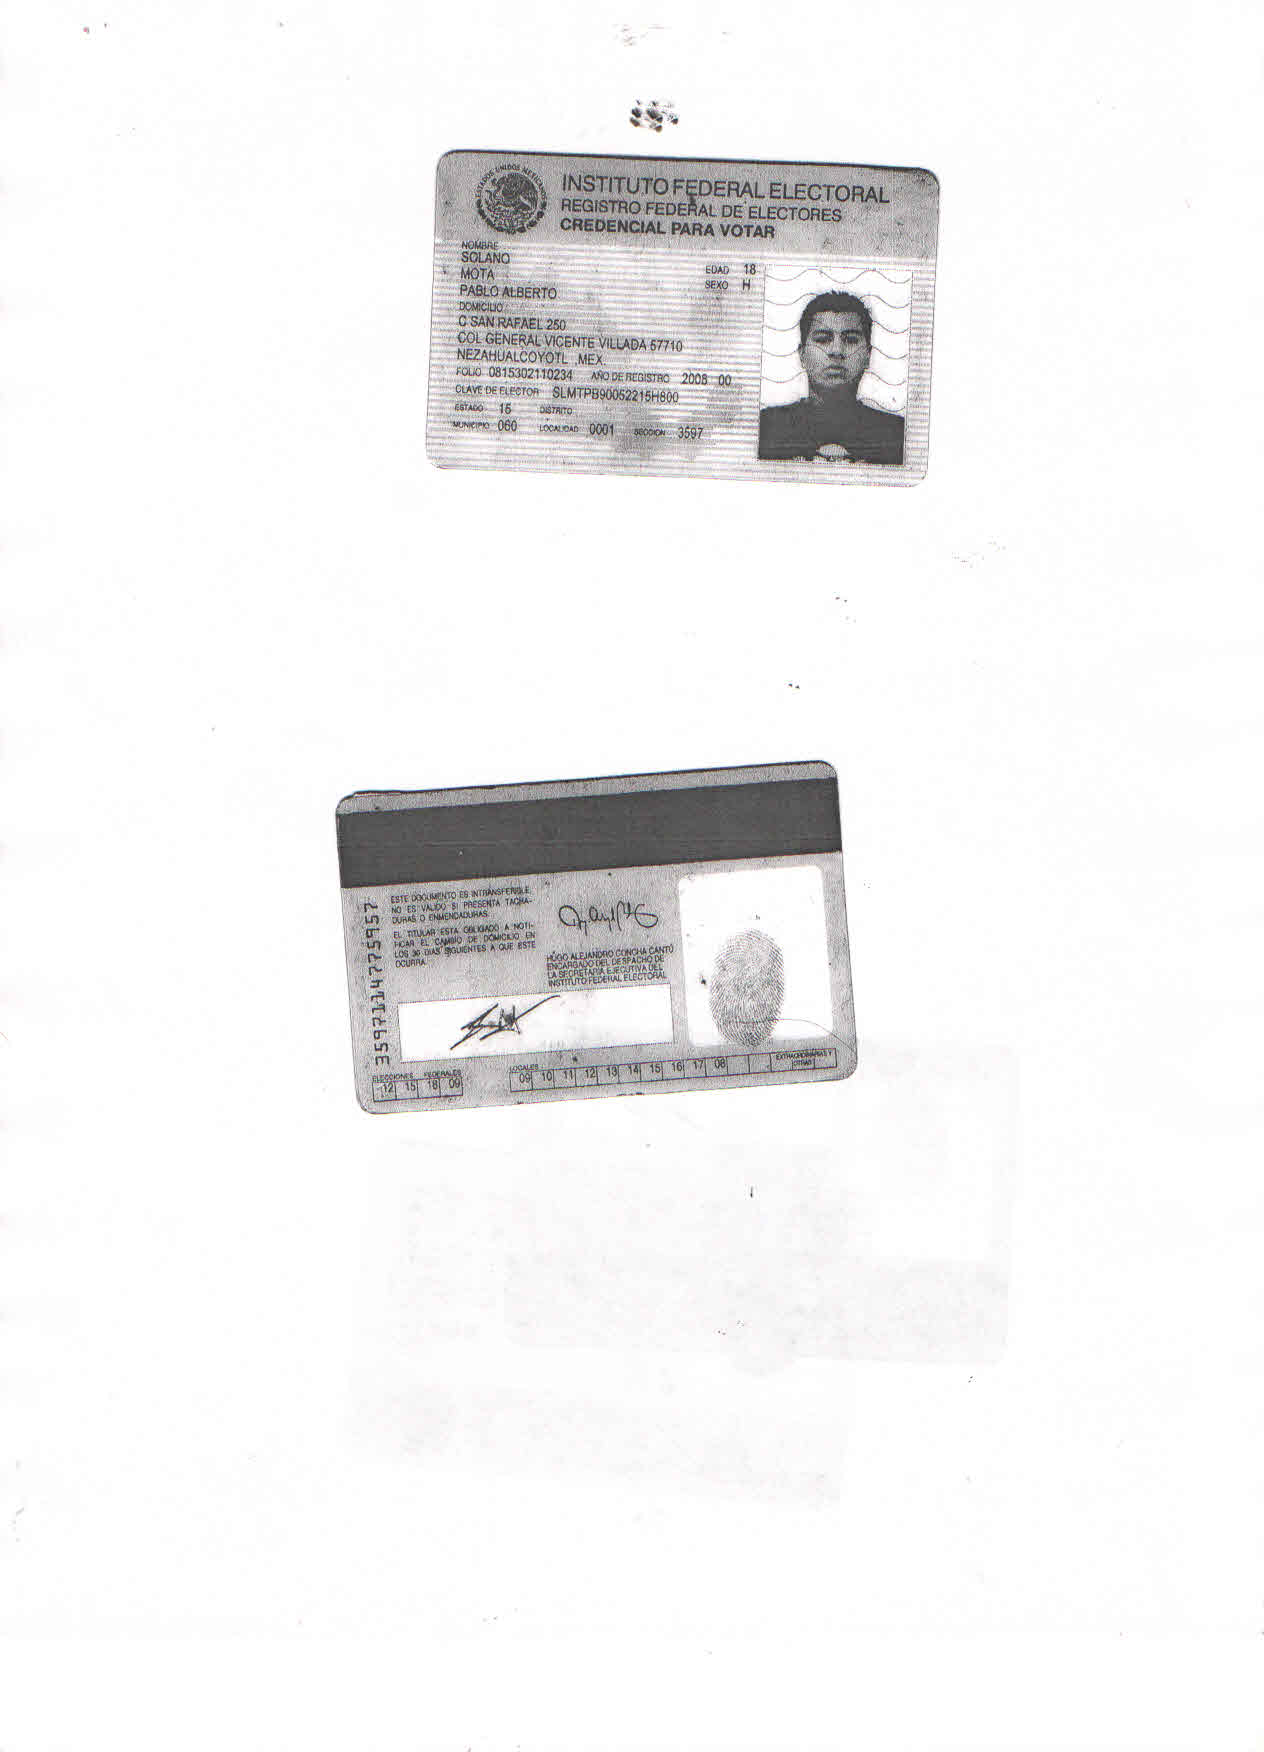 ESTADOS UNIDOS MEXICANOS
INSTITUTO FEDERAL ELECTORAL
REGISTRO FEDERAL DE ELECTORES
CREDENCIAL PARA VOTAR
NOMBRE
SOLANO
MOTA
PABLO ALBERTO
EDAD 18
SEXO H
DOMICILIO
C SAN RAFAEL 250
COL GENERAL VICENTE VILLADA 57710
NEZAHUALCOYOTL ,MEX.
FOLIO 0815302110234 AÑO DE REGISTRO 2008 00
CLAVE DE ELECTOR SLMTPB90052215H800
ESTADO 15 DISTRITO
MUNICIPIO 060 LOCALIDAD 0001 SECCION 3597
3597114775957
ESTE DOCUMENTO ES INTRANSFERIBLE,
NO ES VALIDO SI PRESENTA TACHA-
DURAS O ENMENDADURAS.
EL TITULAR ESTA OBLIGADO A NOTI-
FICAR EL CAMBIO DE DOMICILIO EN
LOS 30 DIAS SIGUIENTES A QUE ESTE
OCURRA.
HUGO ALEJANDRO CONCHA CANTÚ
ENCARGADO DEL DESPACHO DE
LA SECRETARIA EJECUTIVA DEL
INSTITUTO FEDERAL ELECTORAL
ELECCIONES FEDERALES
12 15 18 09
LOCALES
09 10 11 12 13 14 15 16 17 08
EXTRAORDINARIAS Y
OTRAS